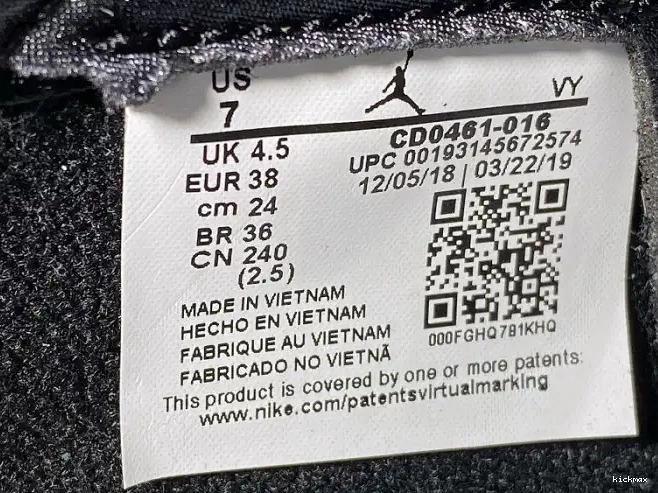 US
7
VY
UK 4.5
EUR 38
cm 24
BR 36
CN 240
(2.5)
CD0461-016
UPC 00193145672574
12/05/18 | 03/22/19
000FGHQ781KHQ
MADE IN VIETNAM
HECHO EN VIETNAM
FABRIQUE AU VIETNAM
FABRICADO NO VIETNÃ
This product is covered by one or more patents:
www.nike.com/patentsvirtualmarking
kickmax